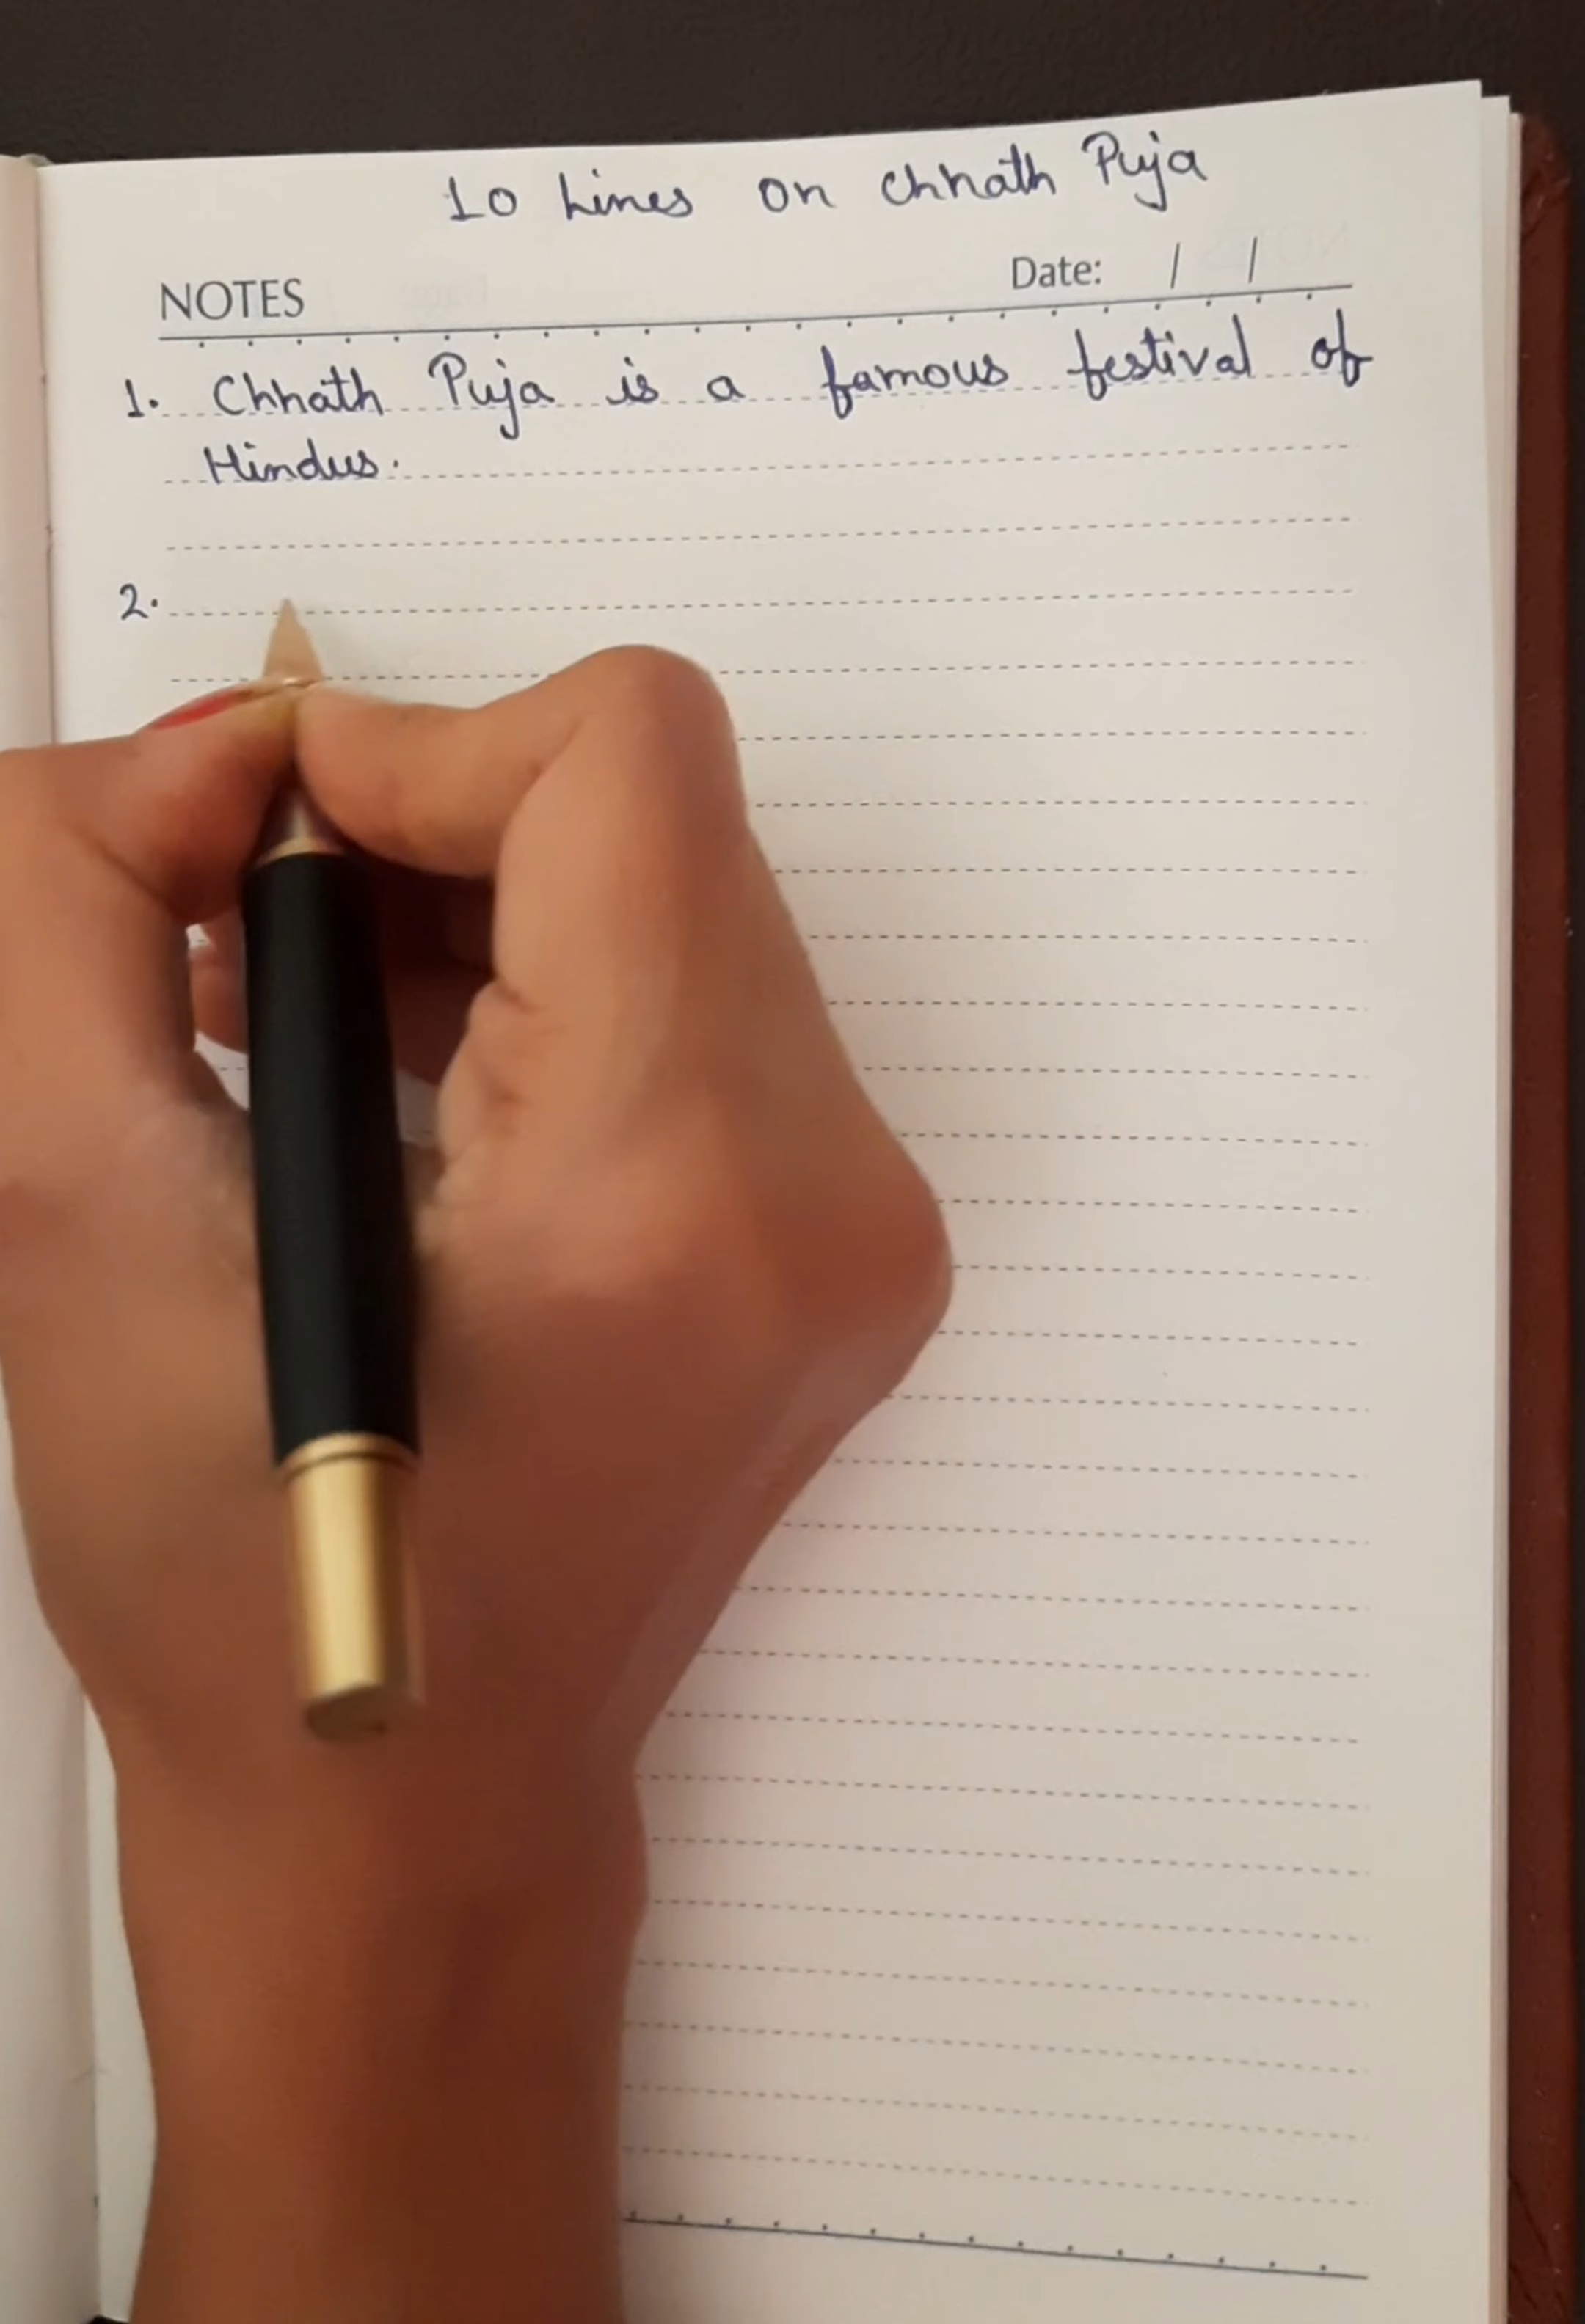 10 Lines on Chhath Puja
NOTES Date: / /
1. Chhath Puja is a famous festival of
Hindus.
2.